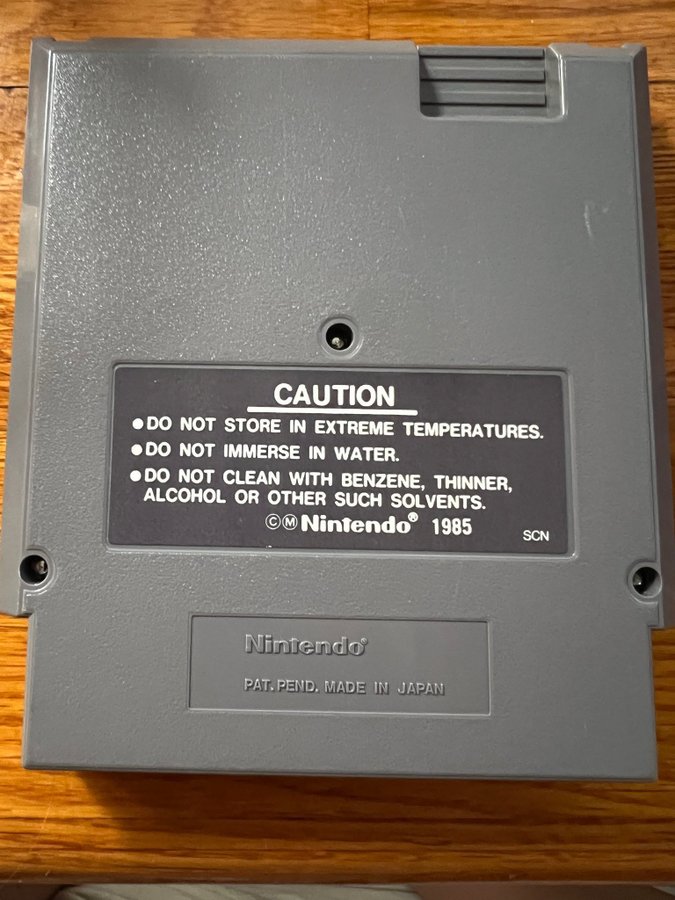 CAUTION
●DO NOT STORE IN EXTREME TEMPERATURES.
●DO NOT IMMERSE IN WATER.
●DO NOT CLEAN WITH BENZENE, THINNER,
ALCOHOL OR OTHER SUCH SOLVENTS.
©Ⓜ Nintendo® 1985
SCN
Nintendo®
PAT. PEND. MADE IN JAPAN